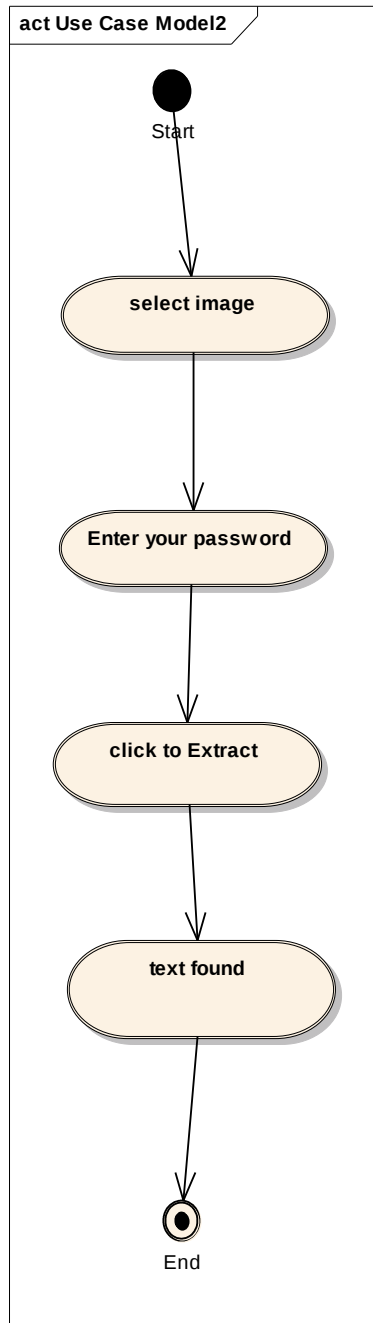 act Use Case Model2
Start
select image
Enter your password
click to Extract
text found
End